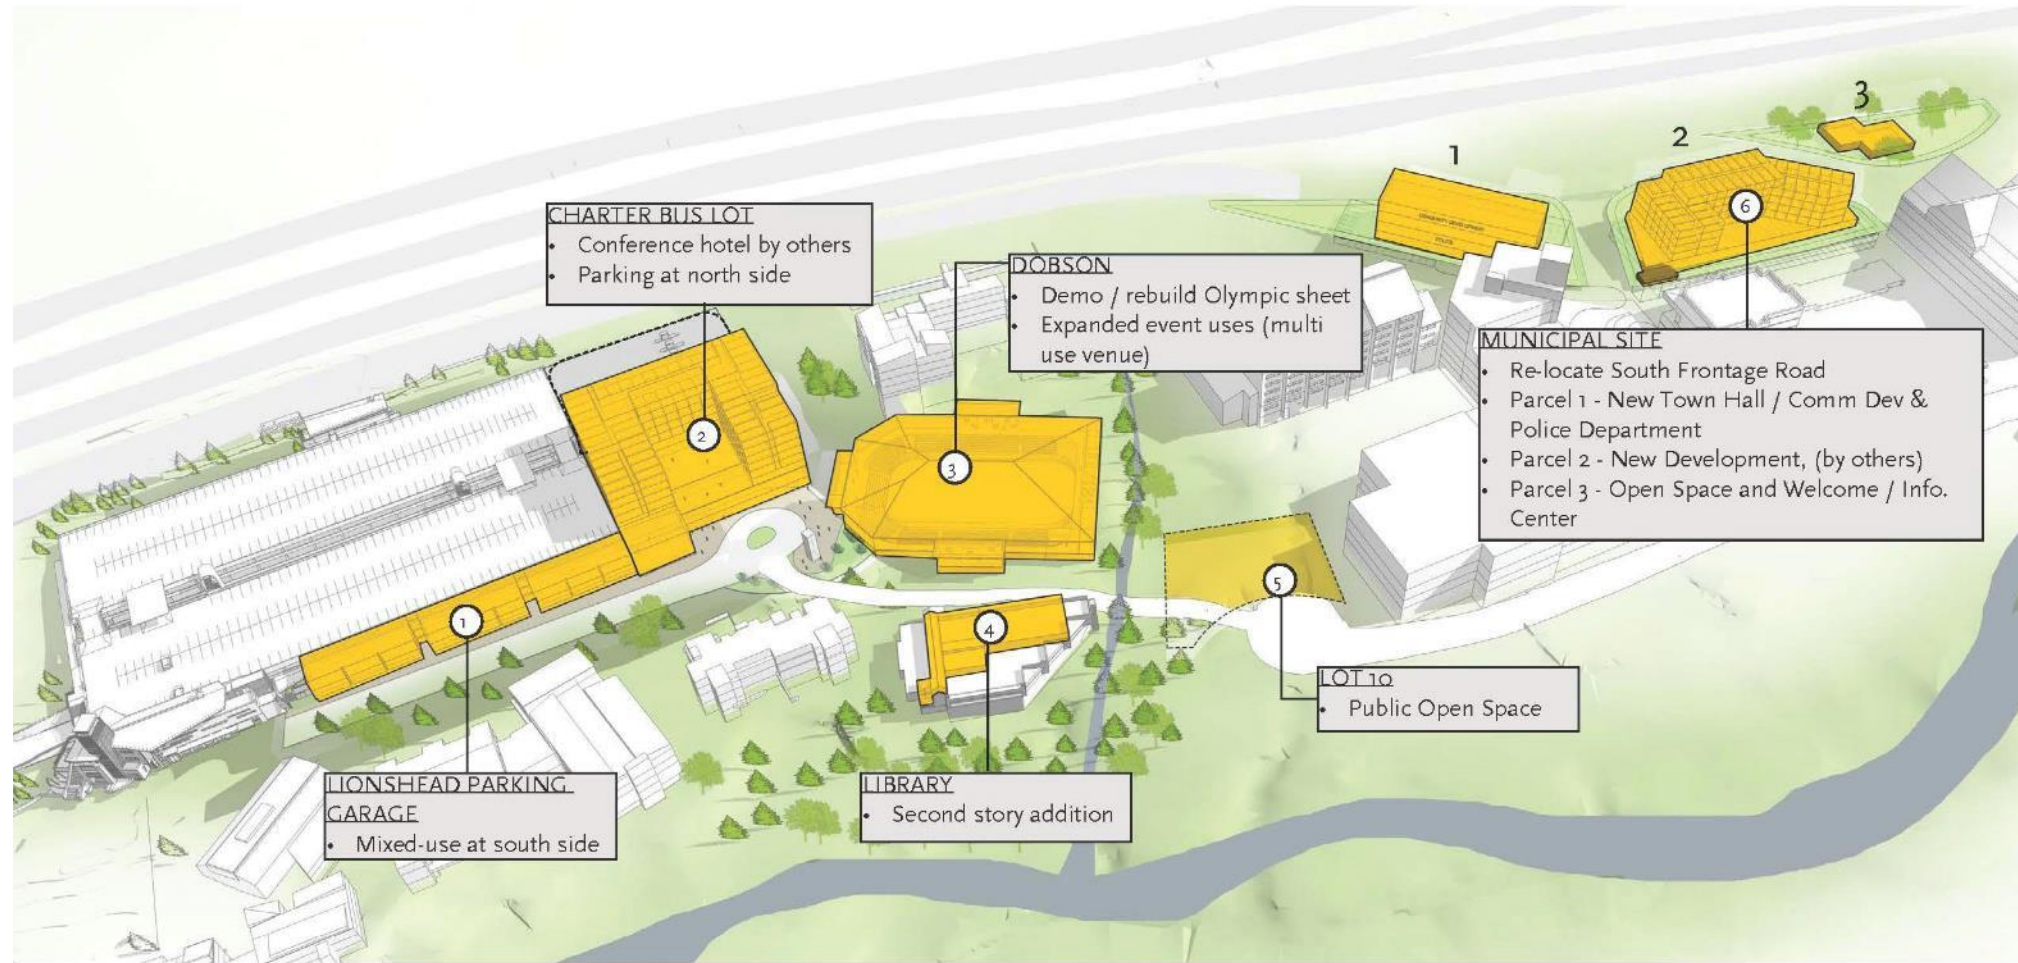 3
2
1
CHARTER BUS LOT
• Conference hotel by others
• Parking at north side
6
DOBSON
• Demo / rebuild Olympic sheet
• Expanded event uses (multi
use venue)
MUNICIPAL SITE
• Re-locate South Frontage Road
• Parcel 1 - New Town Hall / Comm Dev &
Police Department
• Parcel 2 - New Development, (by others)
• Parcel 3 - Open Space and Welcome / Info.
Center
2
3
5
1
4
LOT 10
• Public Open Space
LIONSHEAD PARKING
GARAGE
• Mixed-use at south side
LIBRARY
• Second story addition